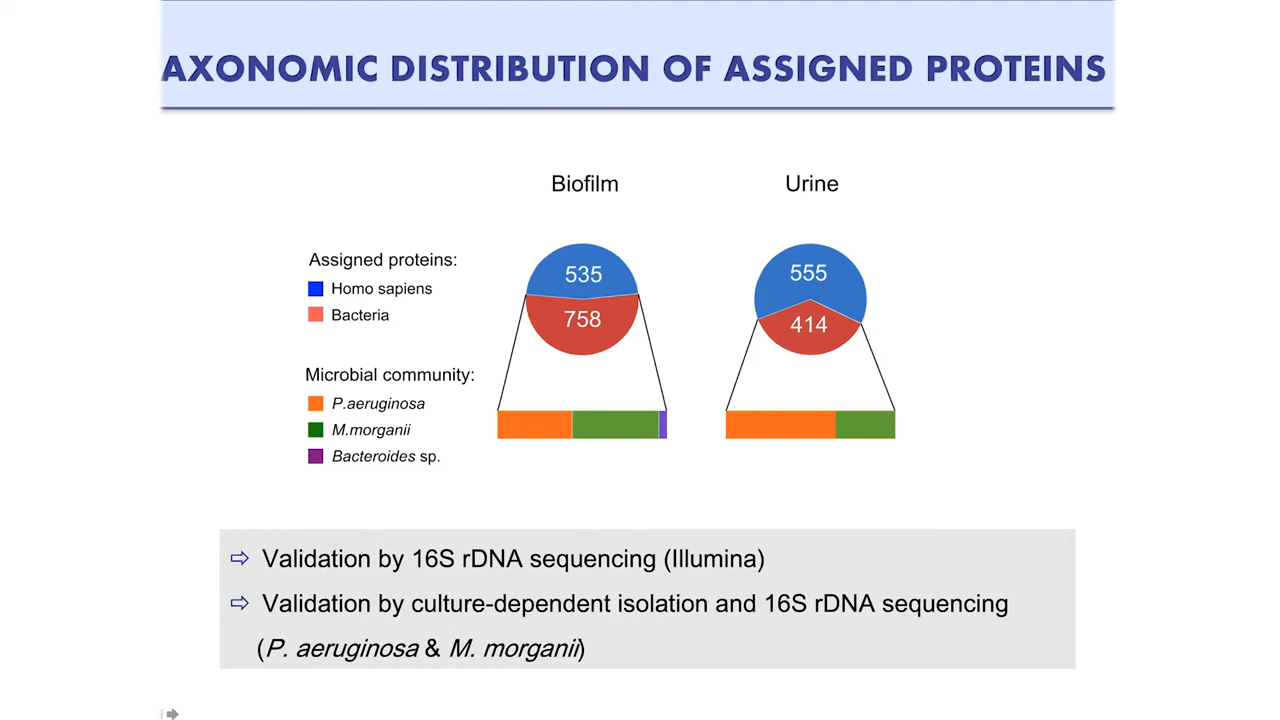 AXONOMIC DISTRIBUTION OF ASSIGNED PROTEINS
Biofilm
Urine
Assigned proteins:
Homo sapiens
Bacteria
535
758
555
414
Microbial community:
P.aeruginosa
M.morganii
Bacteroides sp.
⇨ Validation by 16S rDNA sequencing (Illumina)
⇨ Validation by culture-dependent isolation and 16S rDNA sequencing
(P. aeruginosa & M. morganii)